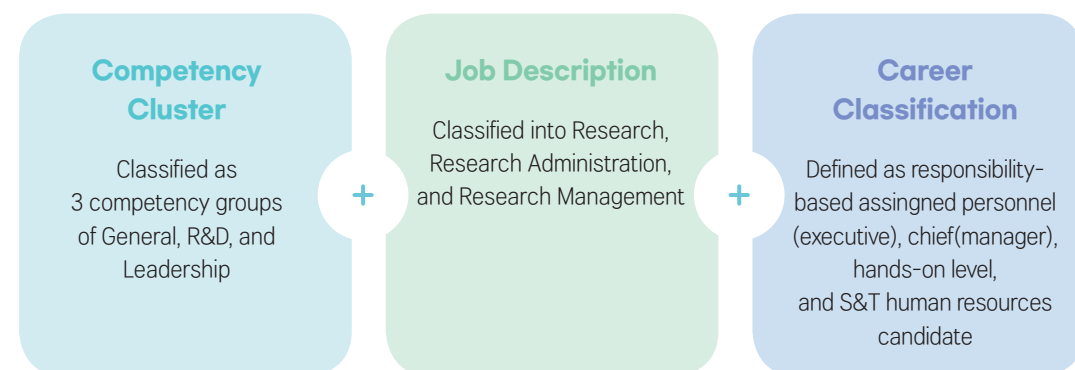 Competency
Cluster
Classified as
3 competency groups
of General, R&D, and
Leadership
+
Job Description
Classified into Research,
Research Administration,
and Research Management
+
Career
Classification
Defined as responsibility-
based assingned personnel
(executive), chief(manager),
hands-on level,
and S&T human resources
candidate